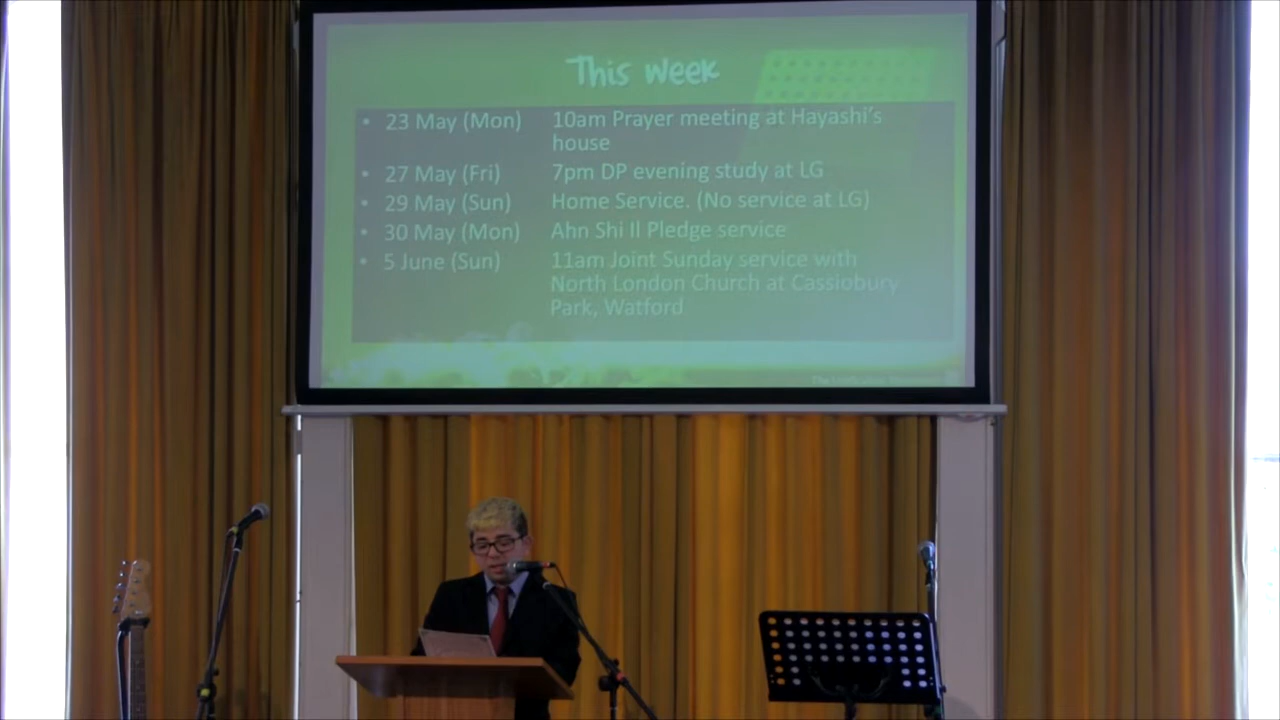 This Week
• 23 May (Mon) 10am Prayer meeting at Hayashi's
house
• 27 May (Fri) 7pm DP evening study at LG
• 29 May (Sun) Home Service. (No service at LG)
• 30 May (Mon) Ahn Shi Il Pledge service
• 5 June (Sun) 11am Joint Sunday service with
North London Church at Cassiobury
Park, Watford